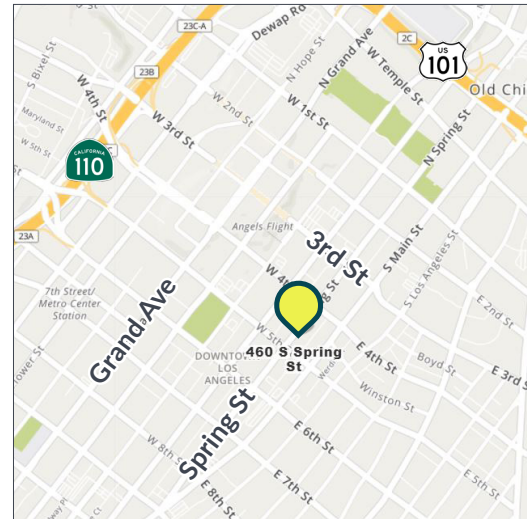 23C-A
Dewap Rd
2C
US
101
S Bixel St
23B
N Hope St
N Grand Ave
W Temple St
Old Chi
W 4th St
W 2nd St
W 1st St
Maryland St
W 3rd St
N Spring St
W 5th St
CALIFORNIA
110
23A
Angels Flight
3rd St
S Main St
S Los Angeles St
7th Street/
Metro Center
Station
Grand Ave
W 4th
E 2nd St
460 S Spring
St
W 5th
DOWNTOWN
LOS
ANGELES
E 4th St
Boyd St
E 3rd S
Winston St
Spring St
E 6th St
W 8th St
E 7th St
E 5th St
E 8th St